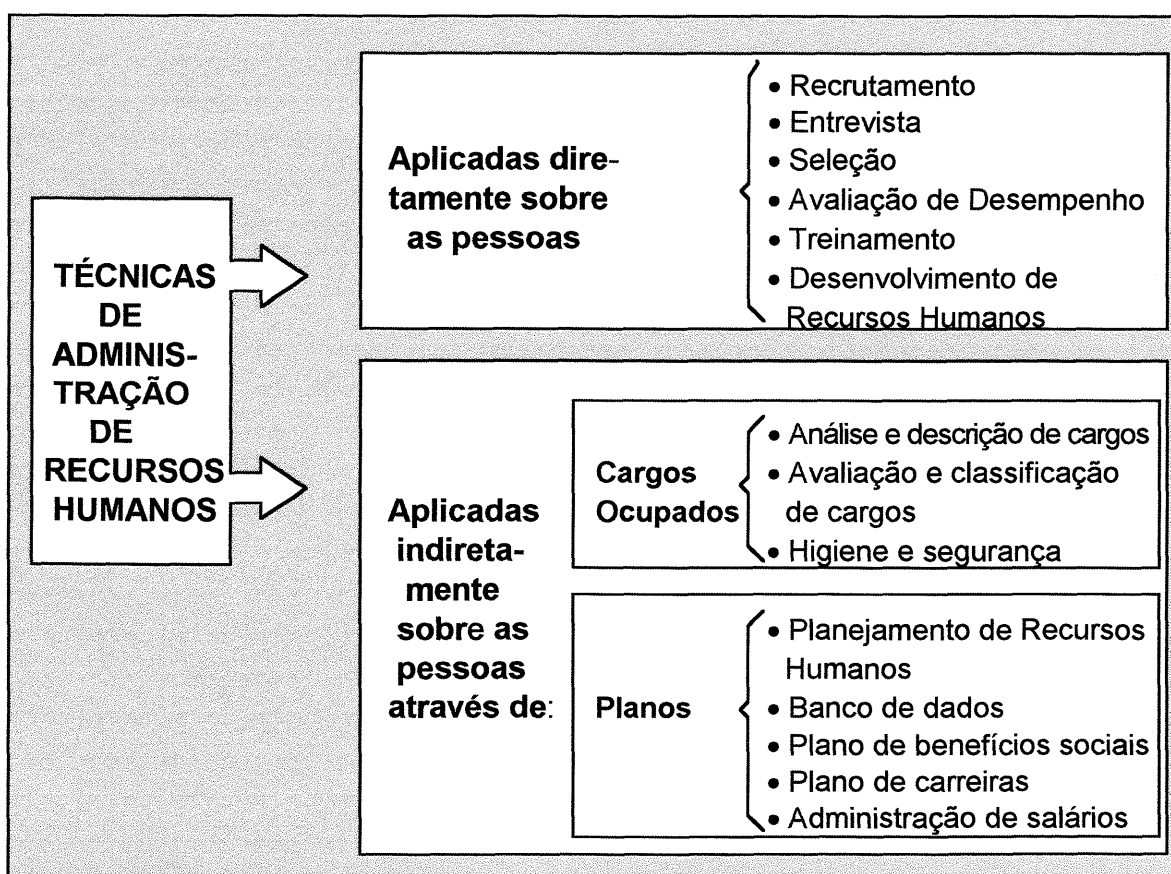 TÉCNICAS
DE
ADMINIS-
TRAÇÃO
DE
RECURSOS
HUMANOS
Aplicadas dire-
tamente sobre
as pessoas
• Recrutamento
• Entrevista
• Seleção
• Avaliação de Desempenho
• Treinamento
• Desenvolvimento de
Recursos Humanos
Aplicadas
indireta-
mente
sobre as
pessoas
através de:
Cargos
Ocupados
• Análise e descrição de cargos
• Avaliação e classificação
de cargos
• Higiene e segurança
Planos
• Planejamento de Recursos
Humanos
• Banco de dados
• Plano de benefícios sociais
• Plano de carreiras
• Administração de salários